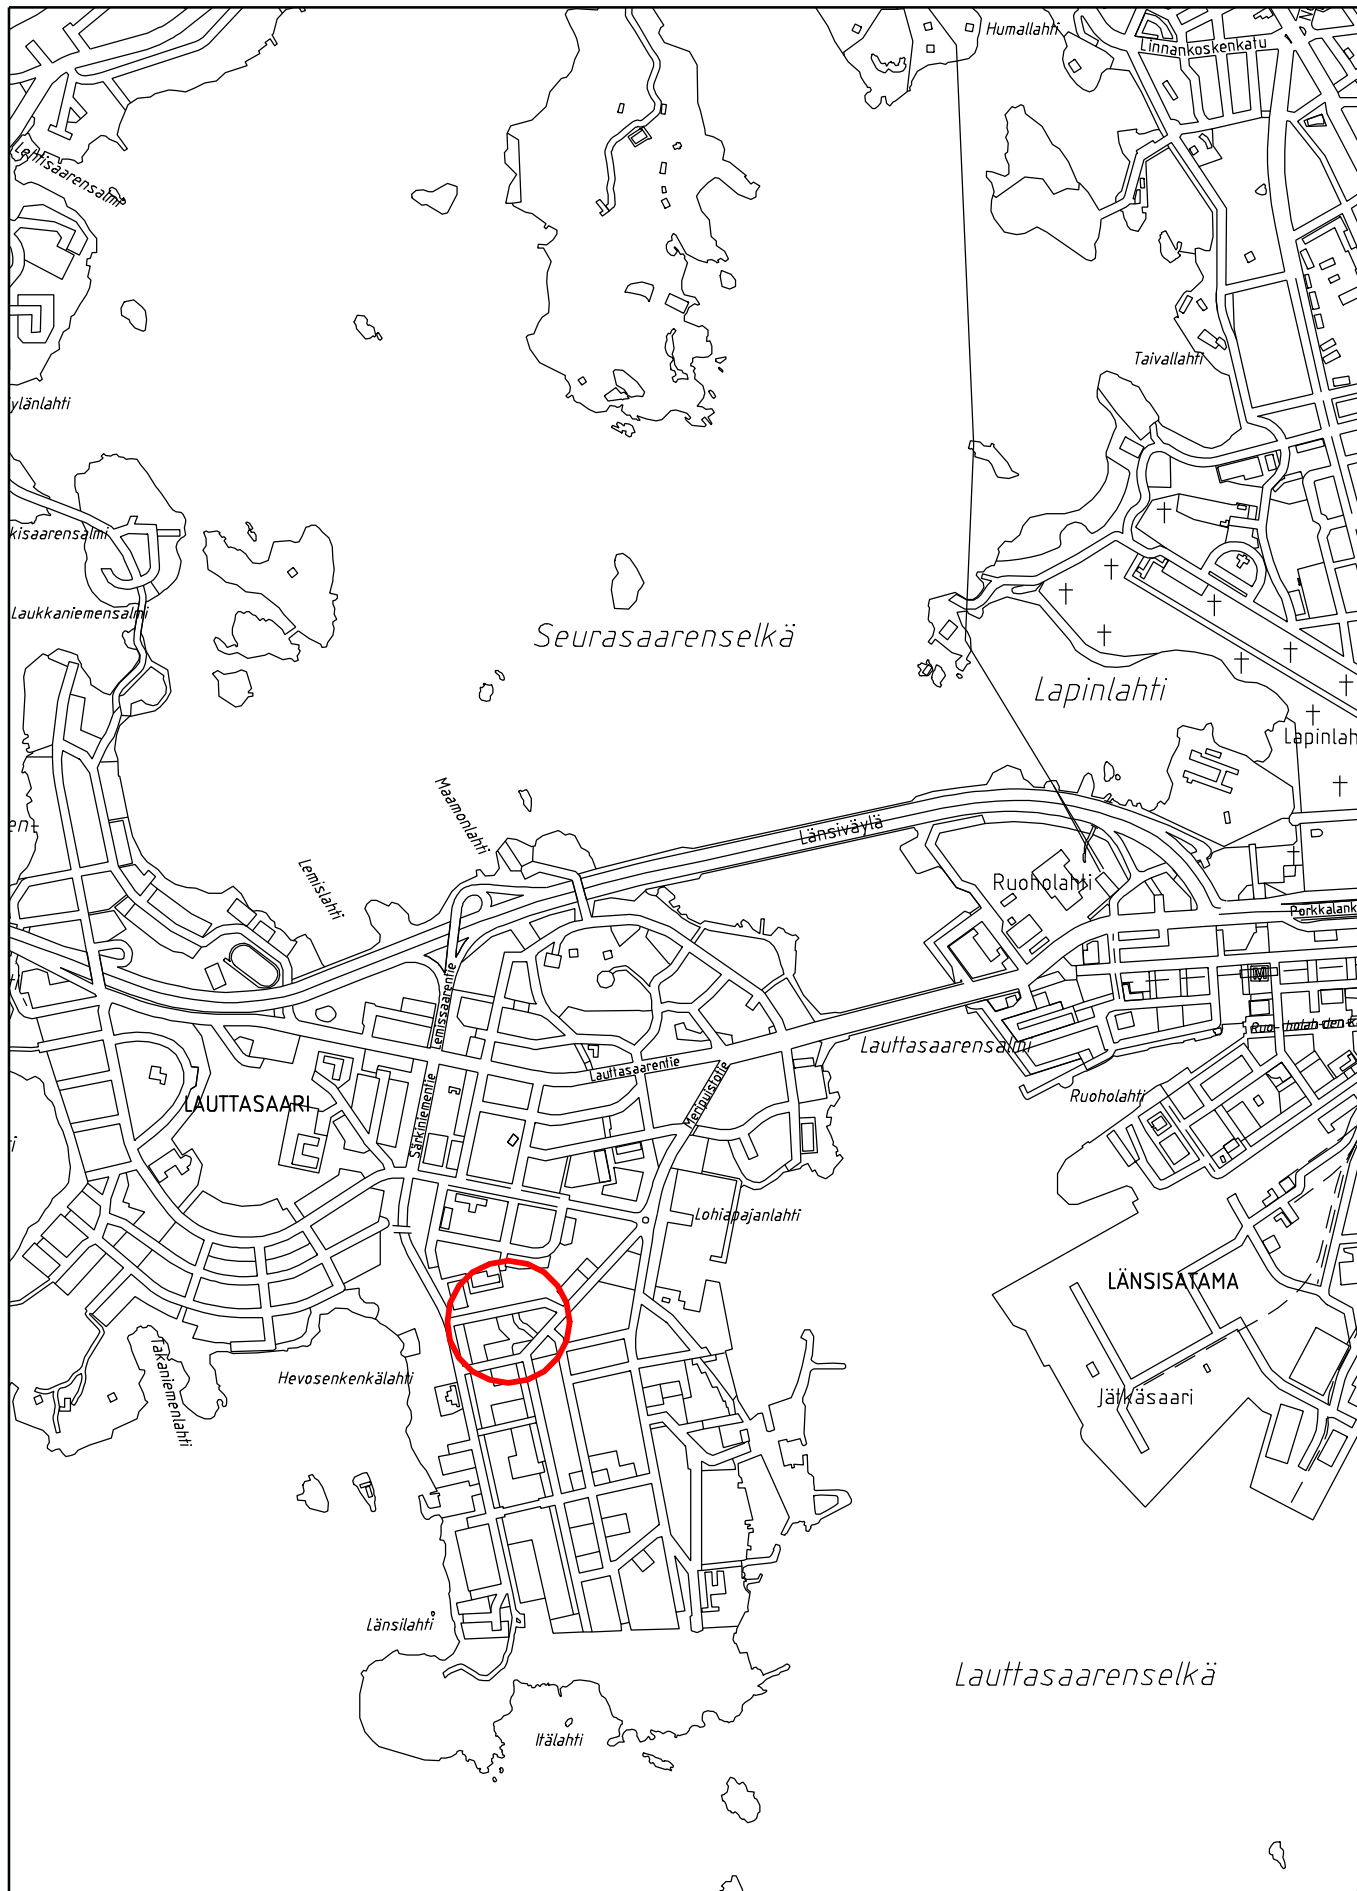 Humallahti
Linnankoskenkatu
Lehtisaarensalmi
Taivallahti
ylänlahti
kisaarensalmi
Laukkaniemensalmi
Seurasaarenselkä
Lapinlahti
Lapinlah
Maamonlahti
Länsiväylä
en-
Lemislahti
Ruoholahti
Porkkalank
M
Lemissaarentie
Lauttasaarensalmi
Lauttasaarentie
Meripuistotie
Ruoholahti
LAUTTASAARI
Särkiniementie
Lohiapajanlahti
LÄNSISATAMA
Takaniemenlahti
Hevosenkenkälahti
Jätkäsaari
Länsilahti
Lauttasaarenselkä
Itälahti